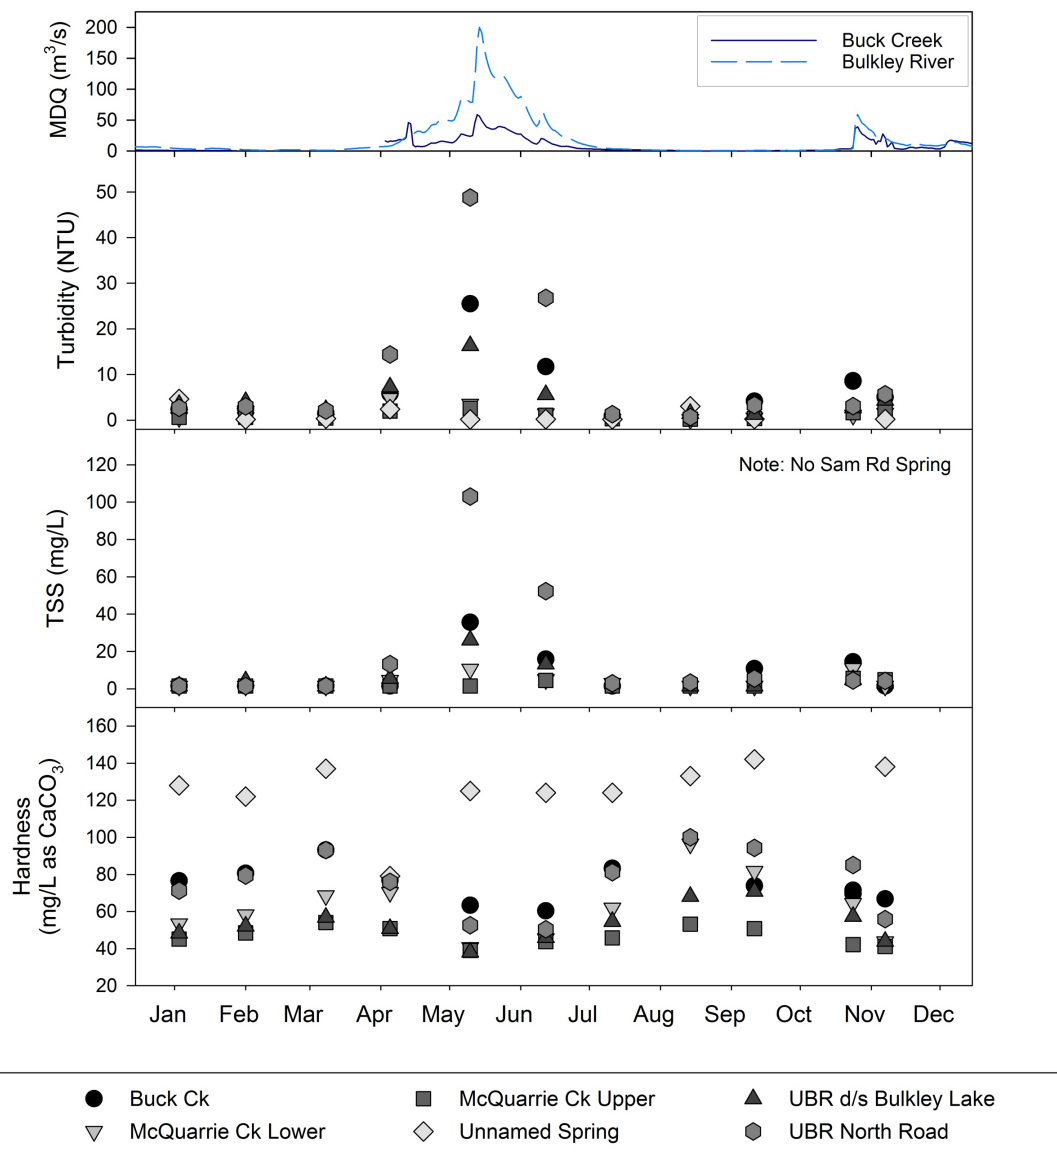 MDQ (m³/s)
200
150
100
50
0
Buck Creek
Bulkley River
Turbidity (NTU)
50
40
30
20
10
0
TSS (mg/L)
120
100
80
60
40
20
0
Note: No Sam Rd Spring
Hardness
(mg/L as CaCO₃)
160
140
120
100
80
60
40
20
Jan Feb Mar Apr May Jun Jul Aug Sep Oct Nov Dec
Buck Ck McQuarrie Ck Upper UBR d/s Bulkley Lake
McQuarrie Ck Lower Unnamed Spring UBR North Road